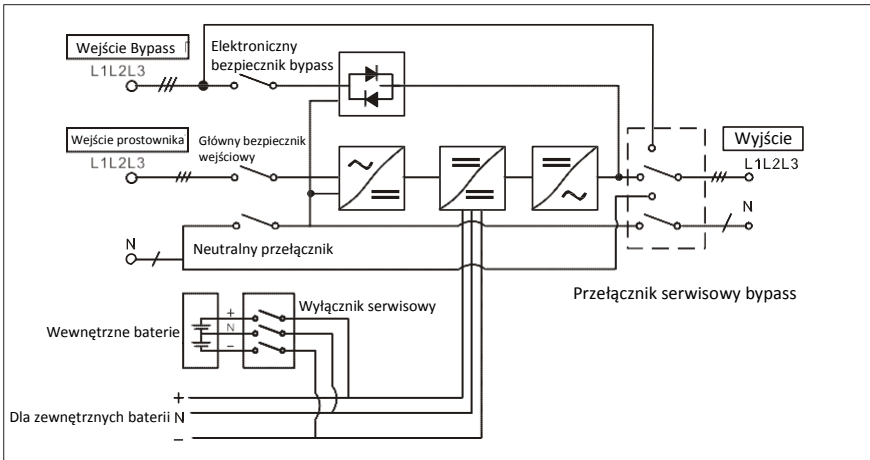 Wejście Bypass
L1L2L3
Elektroniczny
bezpiecznik bypass
Wejście prostownika
L1L2L3
Główny bezpiecznik
wejściowy
Wyjście
L1L2L3
N
N
Neutralny przełącznik
Przełącznik serwisowy bypass
Wewnętrzne baterie
+
N
−
Wyłącznik serwisowy
+
Dla zewnętrznych baterii N
−